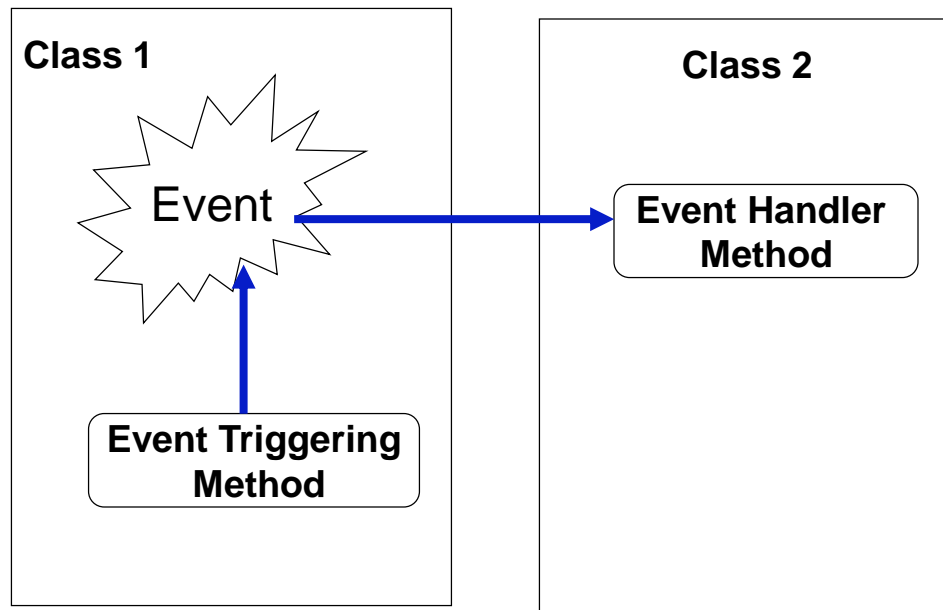 Class 1
Event
Event Triggering
Method
Class 2
Event Handler
Method